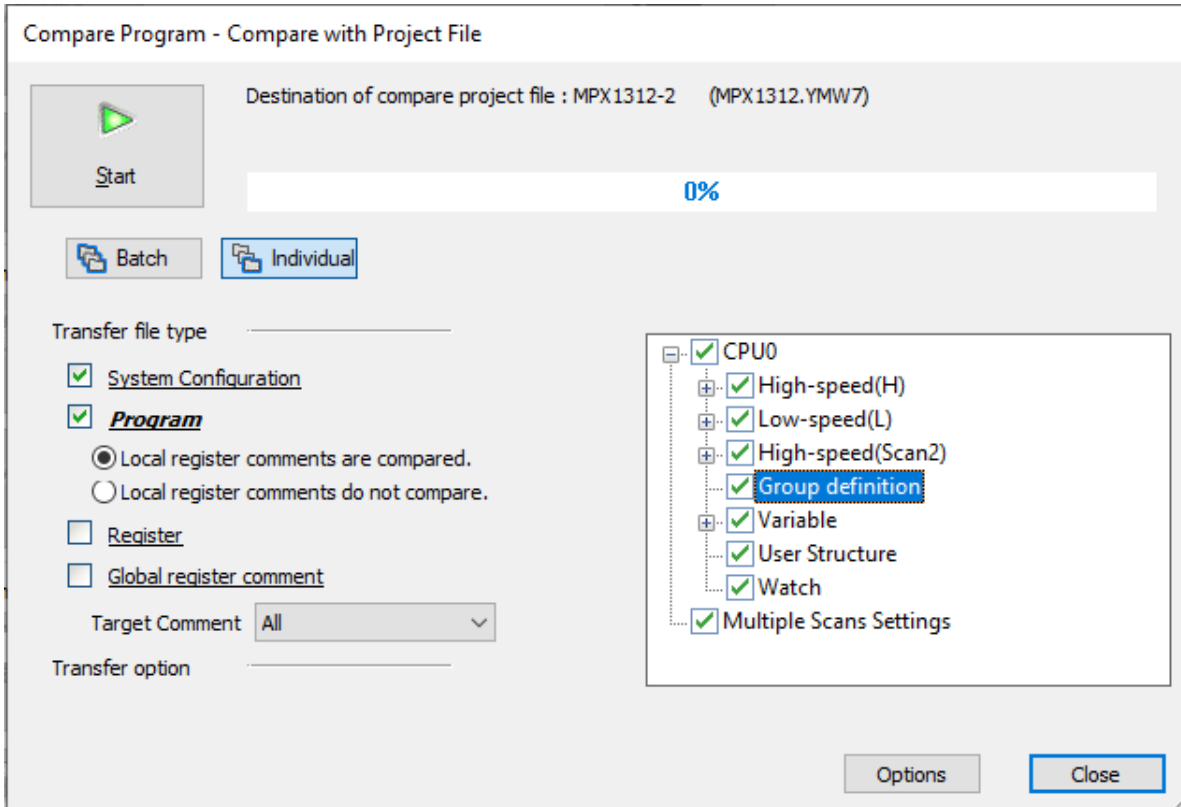 Compare Program - Compare with Project File
Destination of compare project file : MPX1312-2 (MPX1312.YMW7)
Start
0%
Batch
Individual
Transfer file type
System Configuration
Program
Local register comments are compared.
Local register comments do not compare.
Register
Global register comment
Target Comment All
Transfer option
CPU0
High-speed(H)
Low-speed(L)
High-speed(Scan2)
Group definition
Variable
User Structure
Watch
Multiple Scans Settings
Options
Close